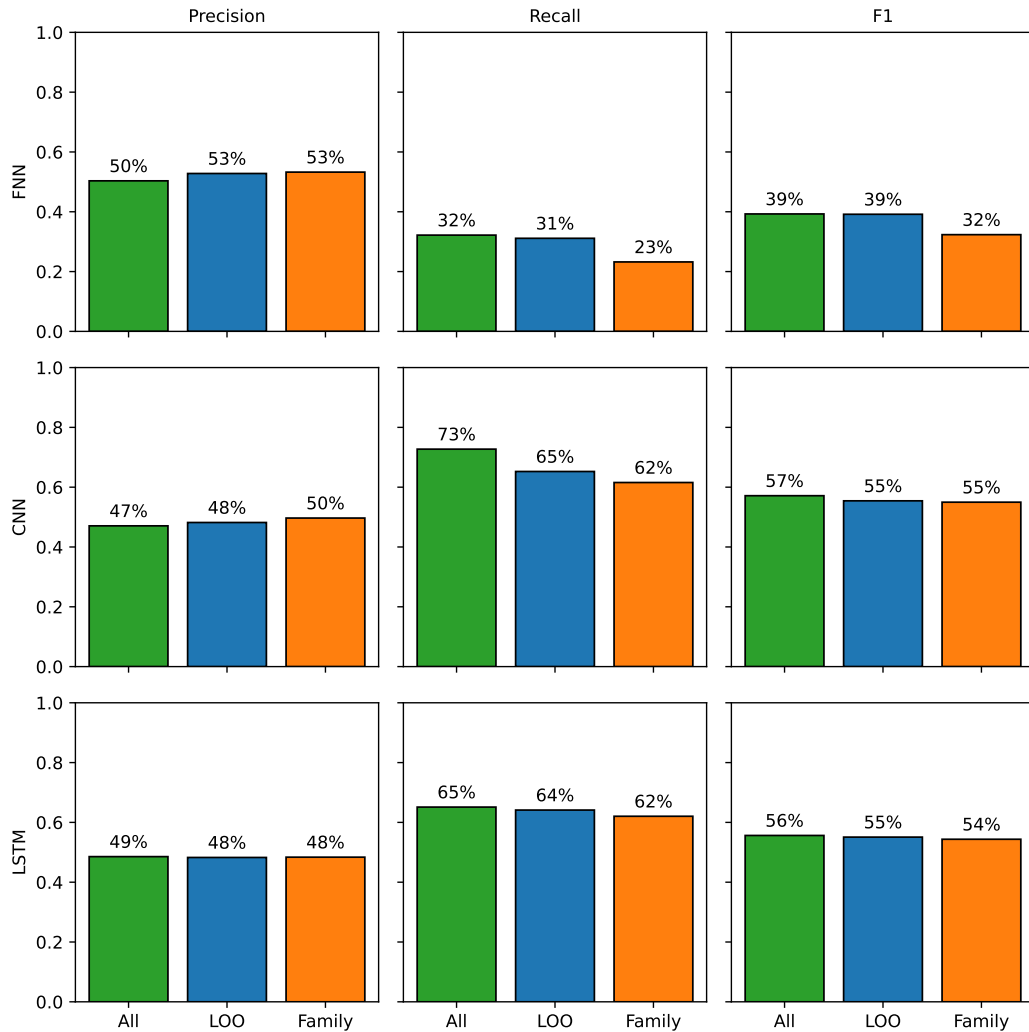 Precision Recall F1
1.0
0.8
0.6
0.4
0.2
0.0
FNN
50% 53% 53%
32% 31% 23%
39% 39% 32%
1.0
0.8
0.6
0.4
0.2
0.0
CNN
47% 48% 50%
73% 65% 62%
57% 55% 55%
1.0
0.8
0.6
0.4
0.2
0.0
LSTM
49% 48% 48%
65% 64% 62%
56% 55% 54%
All LOO Family All LOO Family All LOO Family